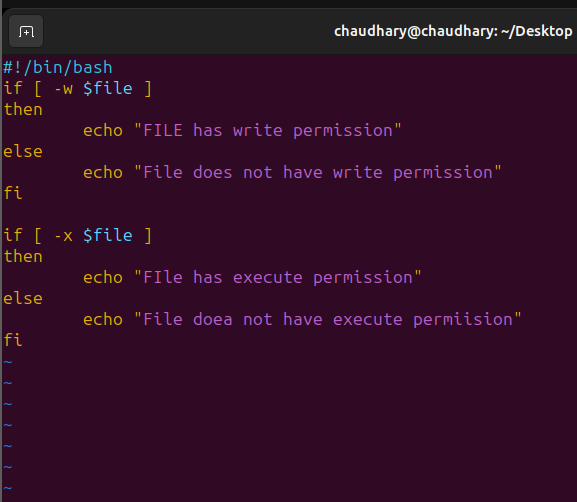 chaudhary@chaudhary: ~/Desktop
#!/bin/bash
if [ -w $file ]
then
        echo "FILE has write permission"
else
        echo "File does not have write permission"
fi

if [ -x $file ]
then
        echo "FIle has execute permission"
else
        echo "File doea not have execute permiision"
fi
~
~
~
~
~
~
~